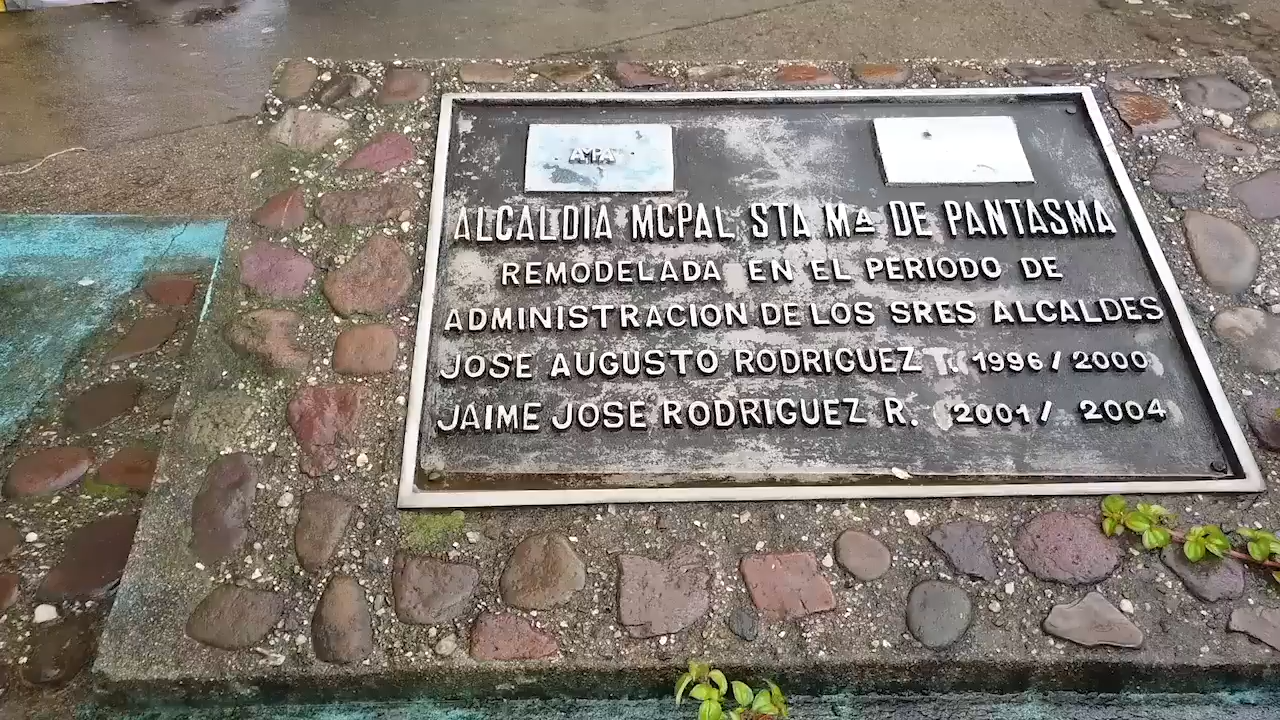 AMPA
ALCALDIA MCPAL STA Mª DE PANTASMA
REMODELADA EN EL PERIODO DE
ADMINISTRACION DE LOS SRES ALCALDES
JOSE AUGUSTO RODRIGUEZ T. (1996/2000)
JAIME JOSE RODRIGUEZ R. (2001/ 2004